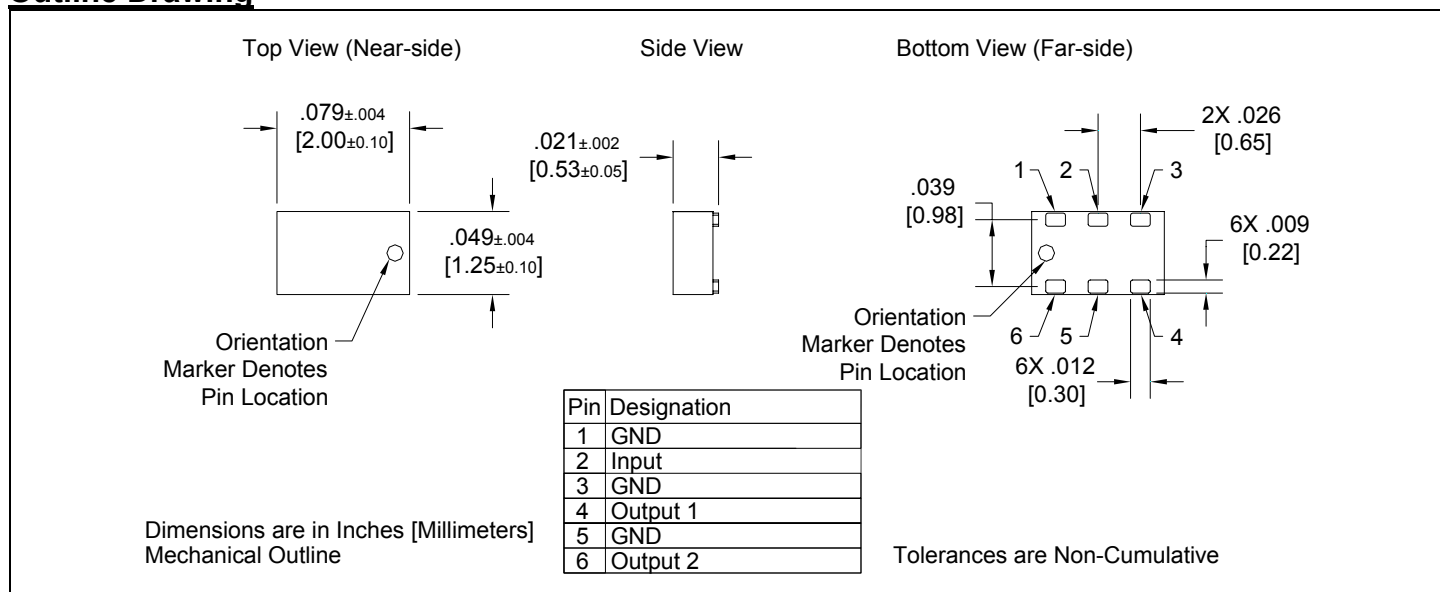 Outline Drawing
Top View (Near-side)
Side View
Bottom View (Far-side)
.079±.004
[2.00±0.10]
.049±.004
[1.25±0.10]
Orientation
Marker Denotes
Pin Location
.021±.002
[0.53±0.05]
2X .026
[0.65]
1
2
3
.039
[0.98]
6X .009
[0.22]
Orientation
Marker Denotes
Pin Location
6
5
4
6X .012
[0.30]
Pin Designation
1 GND
2 Input
3 GND
4 Output 1
5 GND
6 Output 2
Dimensions are in Inches [Millimeters]
Mechanical Outline
Tolerances are Non-Cumulative